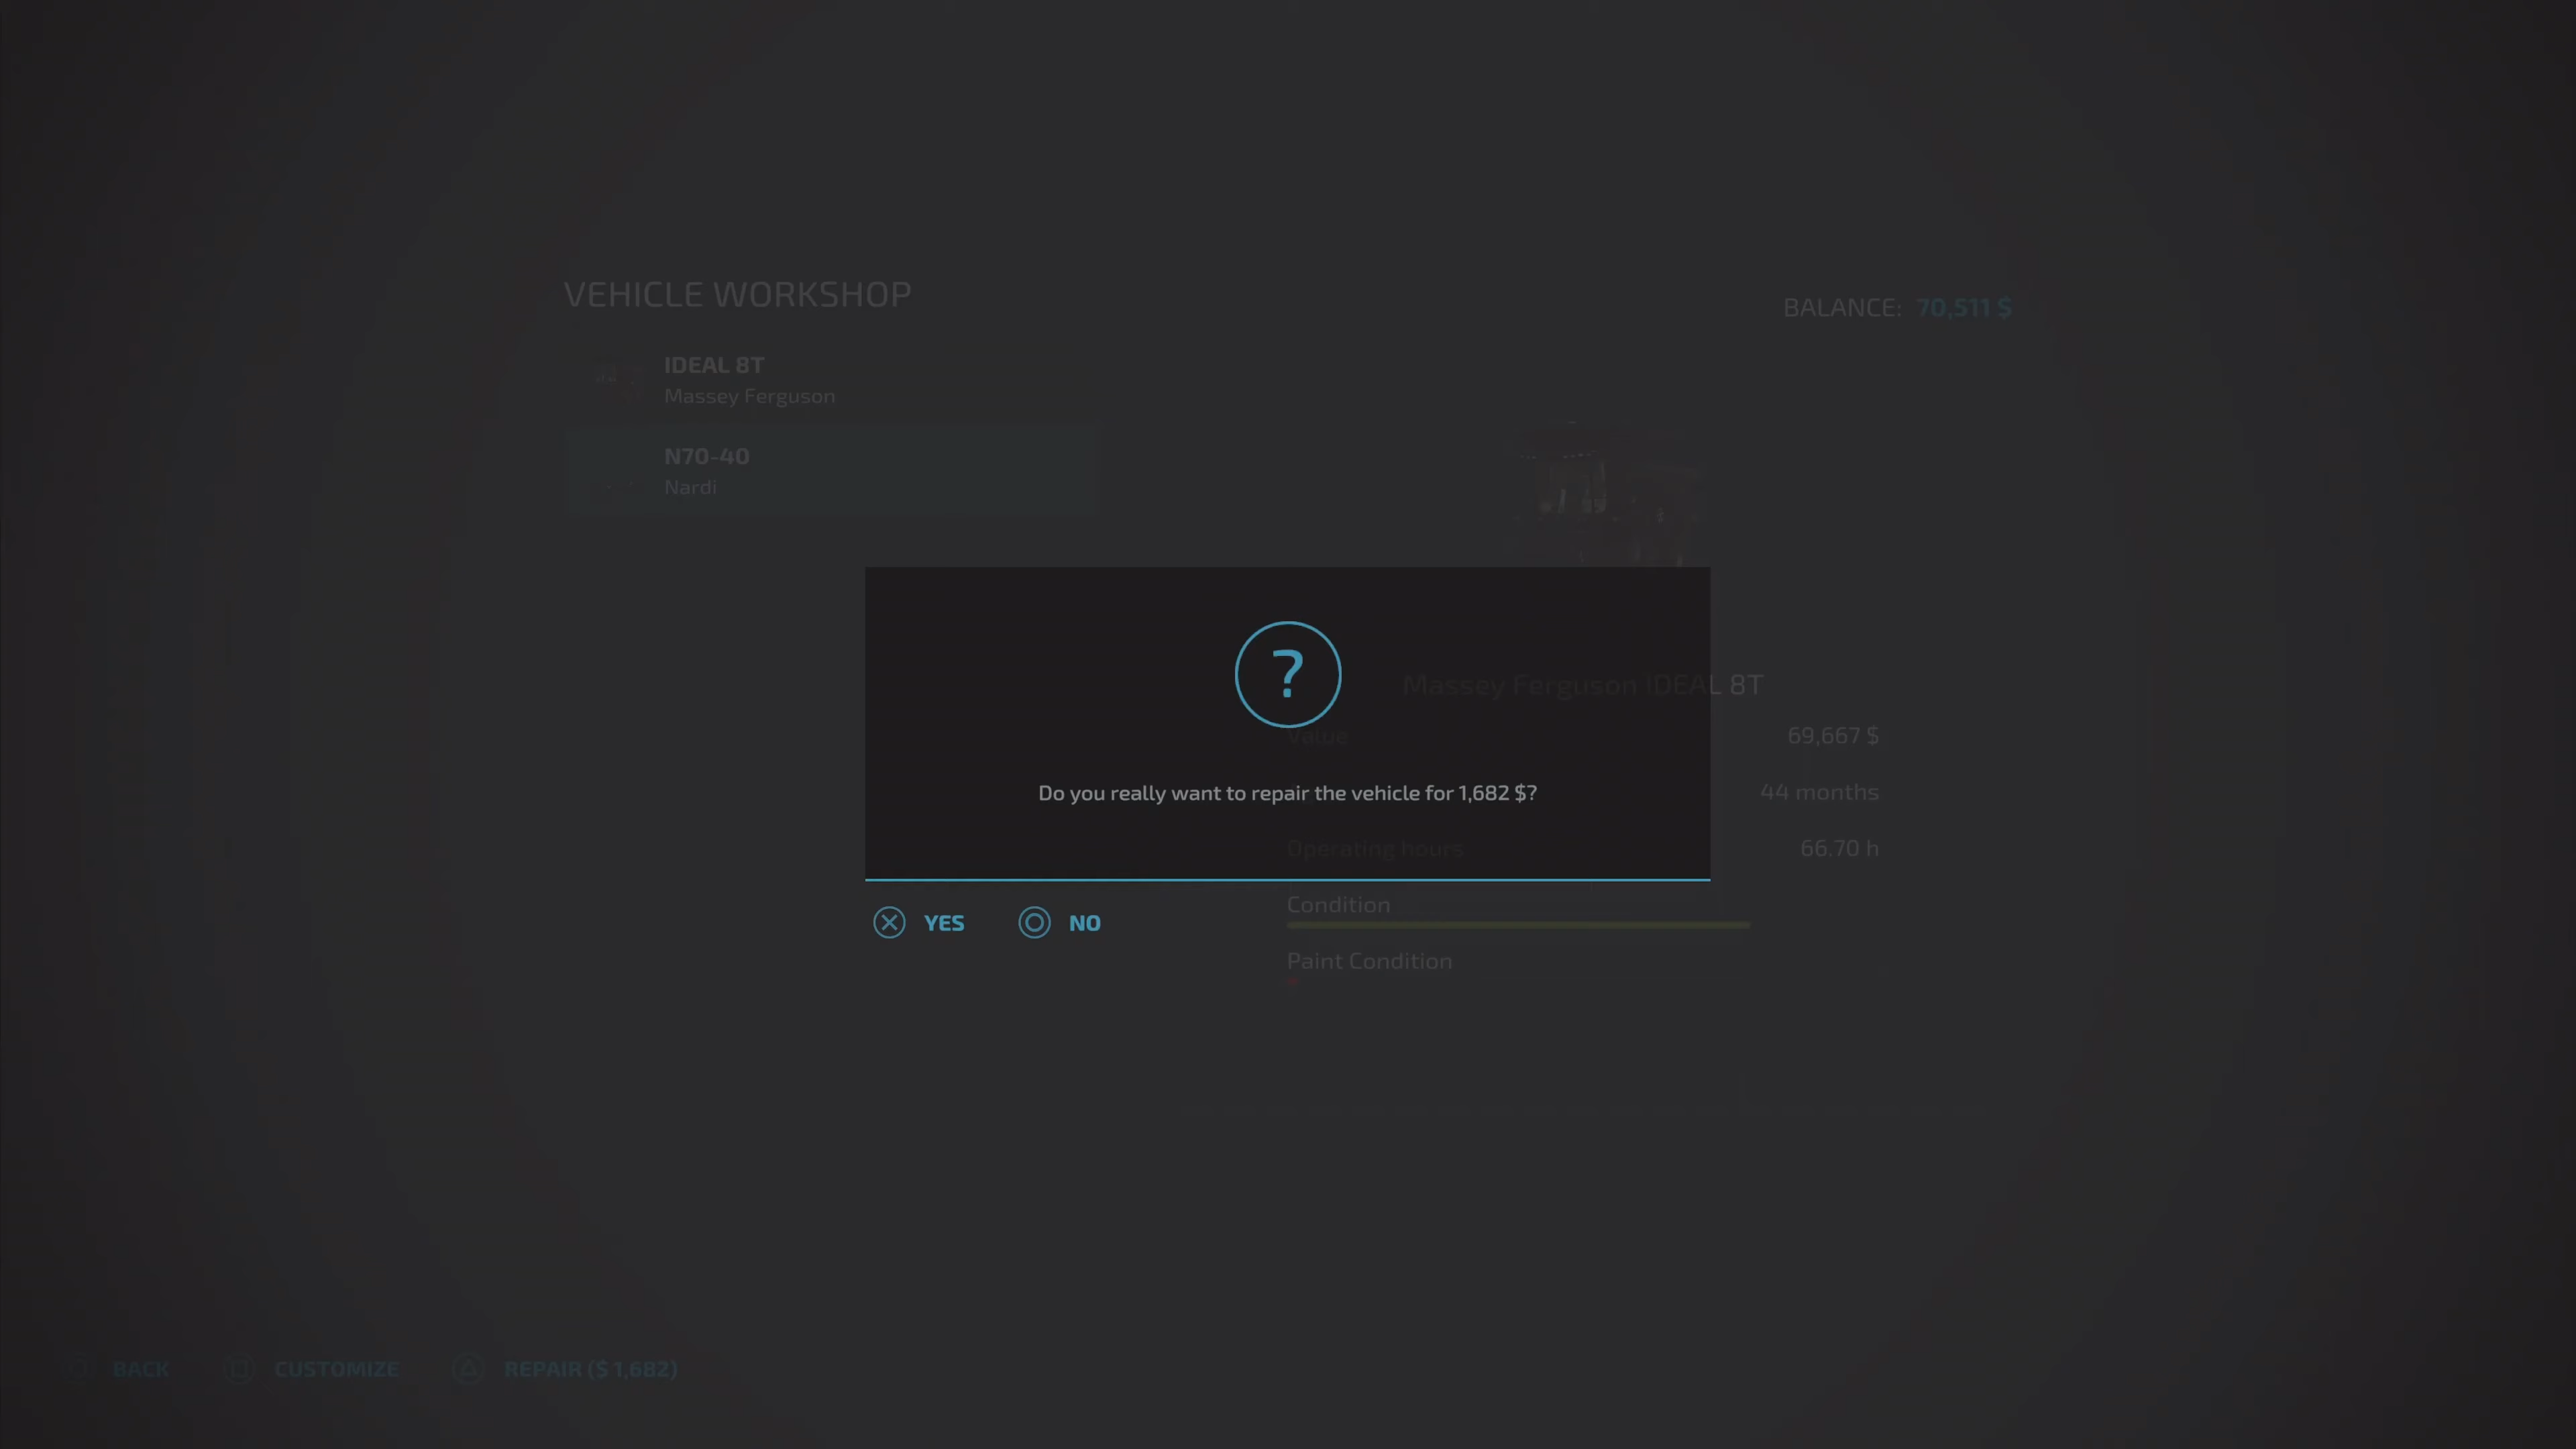 VEHICLE WORKSHOP
BALANCE: 70,511 $
IDEAL 8T
Massey Ferguson
N70-40
Nardi
?
Massey Ferguson IDEAL 8T
Value 69,667 $
Do you really want to repair the vehicle for 1,682 $?
44 months
Operating hours 66.70 h
Condition
YES NO
Paint Condition
BACK CUSTOMIZE REPAIR ($ 1,682)